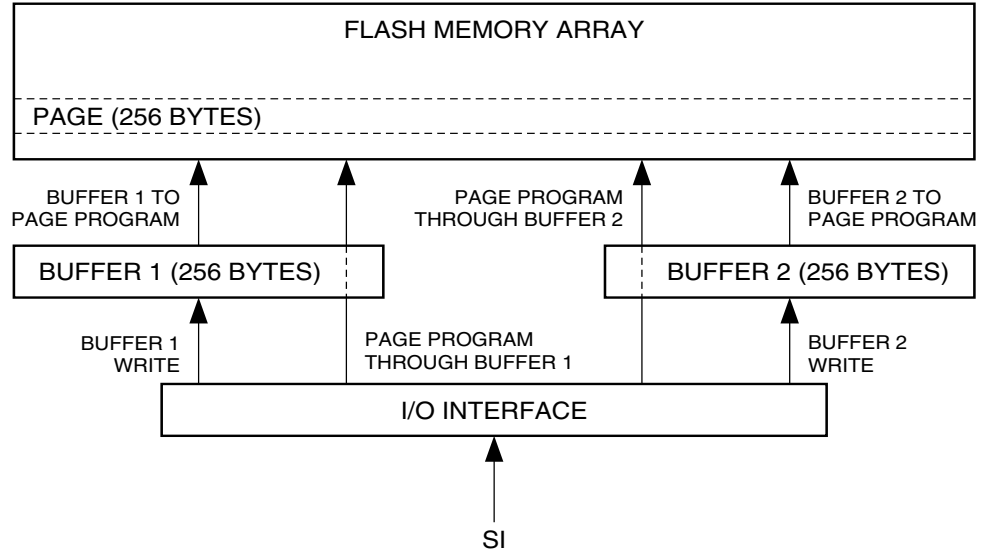 FLASH MEMORY ARRAY
PAGE (256 BYTES)
BUFFER 1 TO
PAGE PROGRAM
PAGE PROGRAM
THROUGH BUFFER 2
BUFFER 2 TO
PAGE PROGRAM
BUFFER 1 (256 BYTES)
BUFFER 2 (256 BYTES)
BUFFER 1
WRITE
PAGE PROGRAM
THROUGH BUFFER 1
BUFFER 2
WRITE
I/O INTERFACE
SI